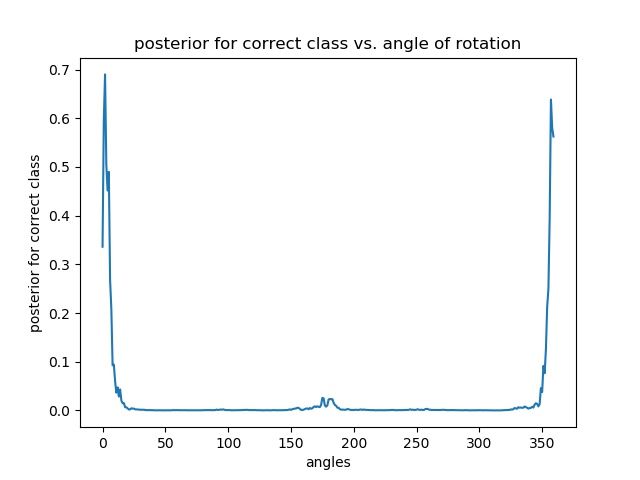 posterior for correct class vs. angle of rotation
posterior for correct class
0.7
0.6
0.5
0.4
0.3
0.2
0.1
0.0
0 50 100 150 200 250 300 350
angles